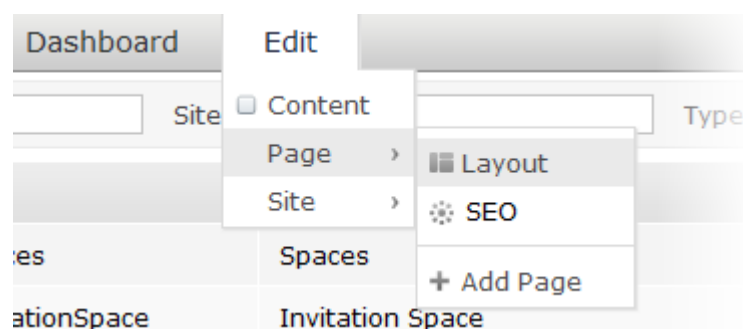 Dashboard Edit
Site Content Type
Page Layout
Site SEO
Spaces
Add Page
Invitation Space